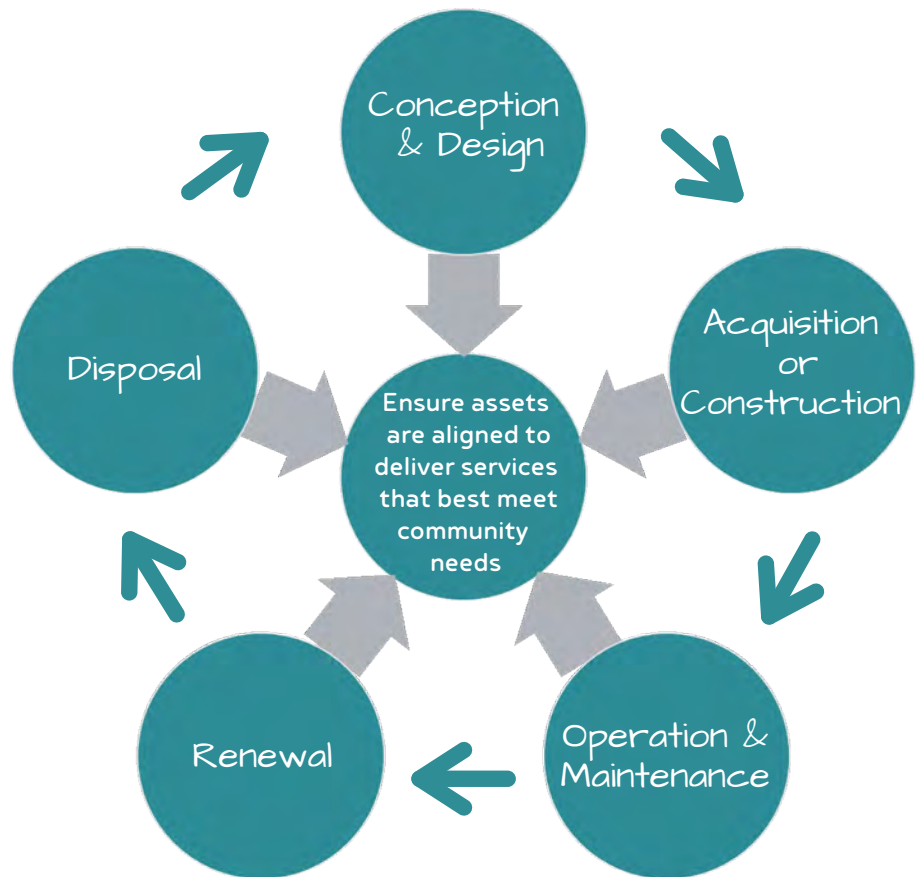 Conception
& Design
Acquisition
or
Construction
Operation &
Maintenance
Renewal
Disposal
Ensure assets
are aligned to
deliver services
that best meet
community
needs